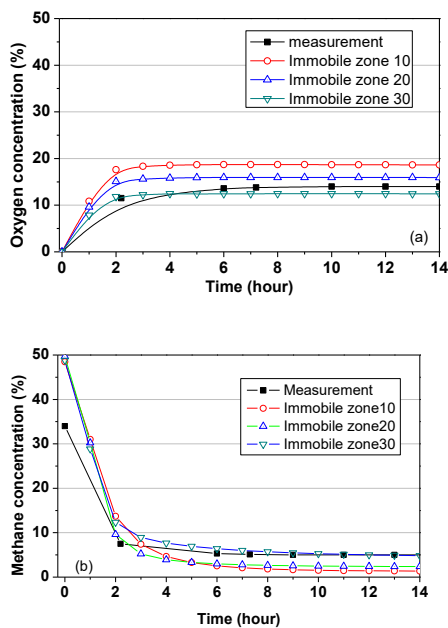 50
40
30
20
10
0
Oxygen concentration (%)
measurement
Immobile zone 10
Immobile zone 20
Immobile zone 30
(a)
0 2 4 6 8 10 12 14
Time (hour)
50
40
30
20
10
0
Methane concentration (%)
Measurement
Immobile zone10
Immobile zone20
Immobile zone30
(b)
0 2 4 6 8 10 12 14
Time (hour)